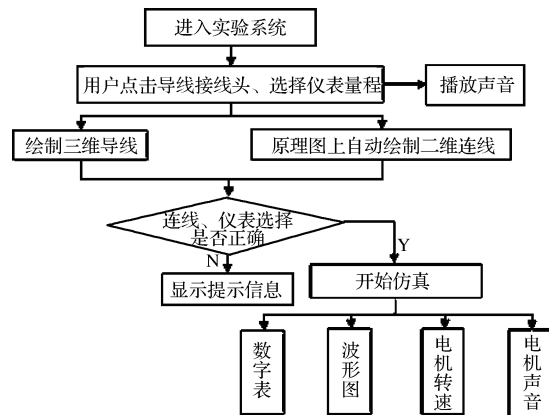 进入实验系统
用户点击导线接线头、选择仪表量程
播放声音
绘制三维导线
原理图上自动绘制二维连线
连线、仪表选择
是否正确
Y
N
显示提示信息
开始仿真
数字表
波形图
电机转速
电机声音